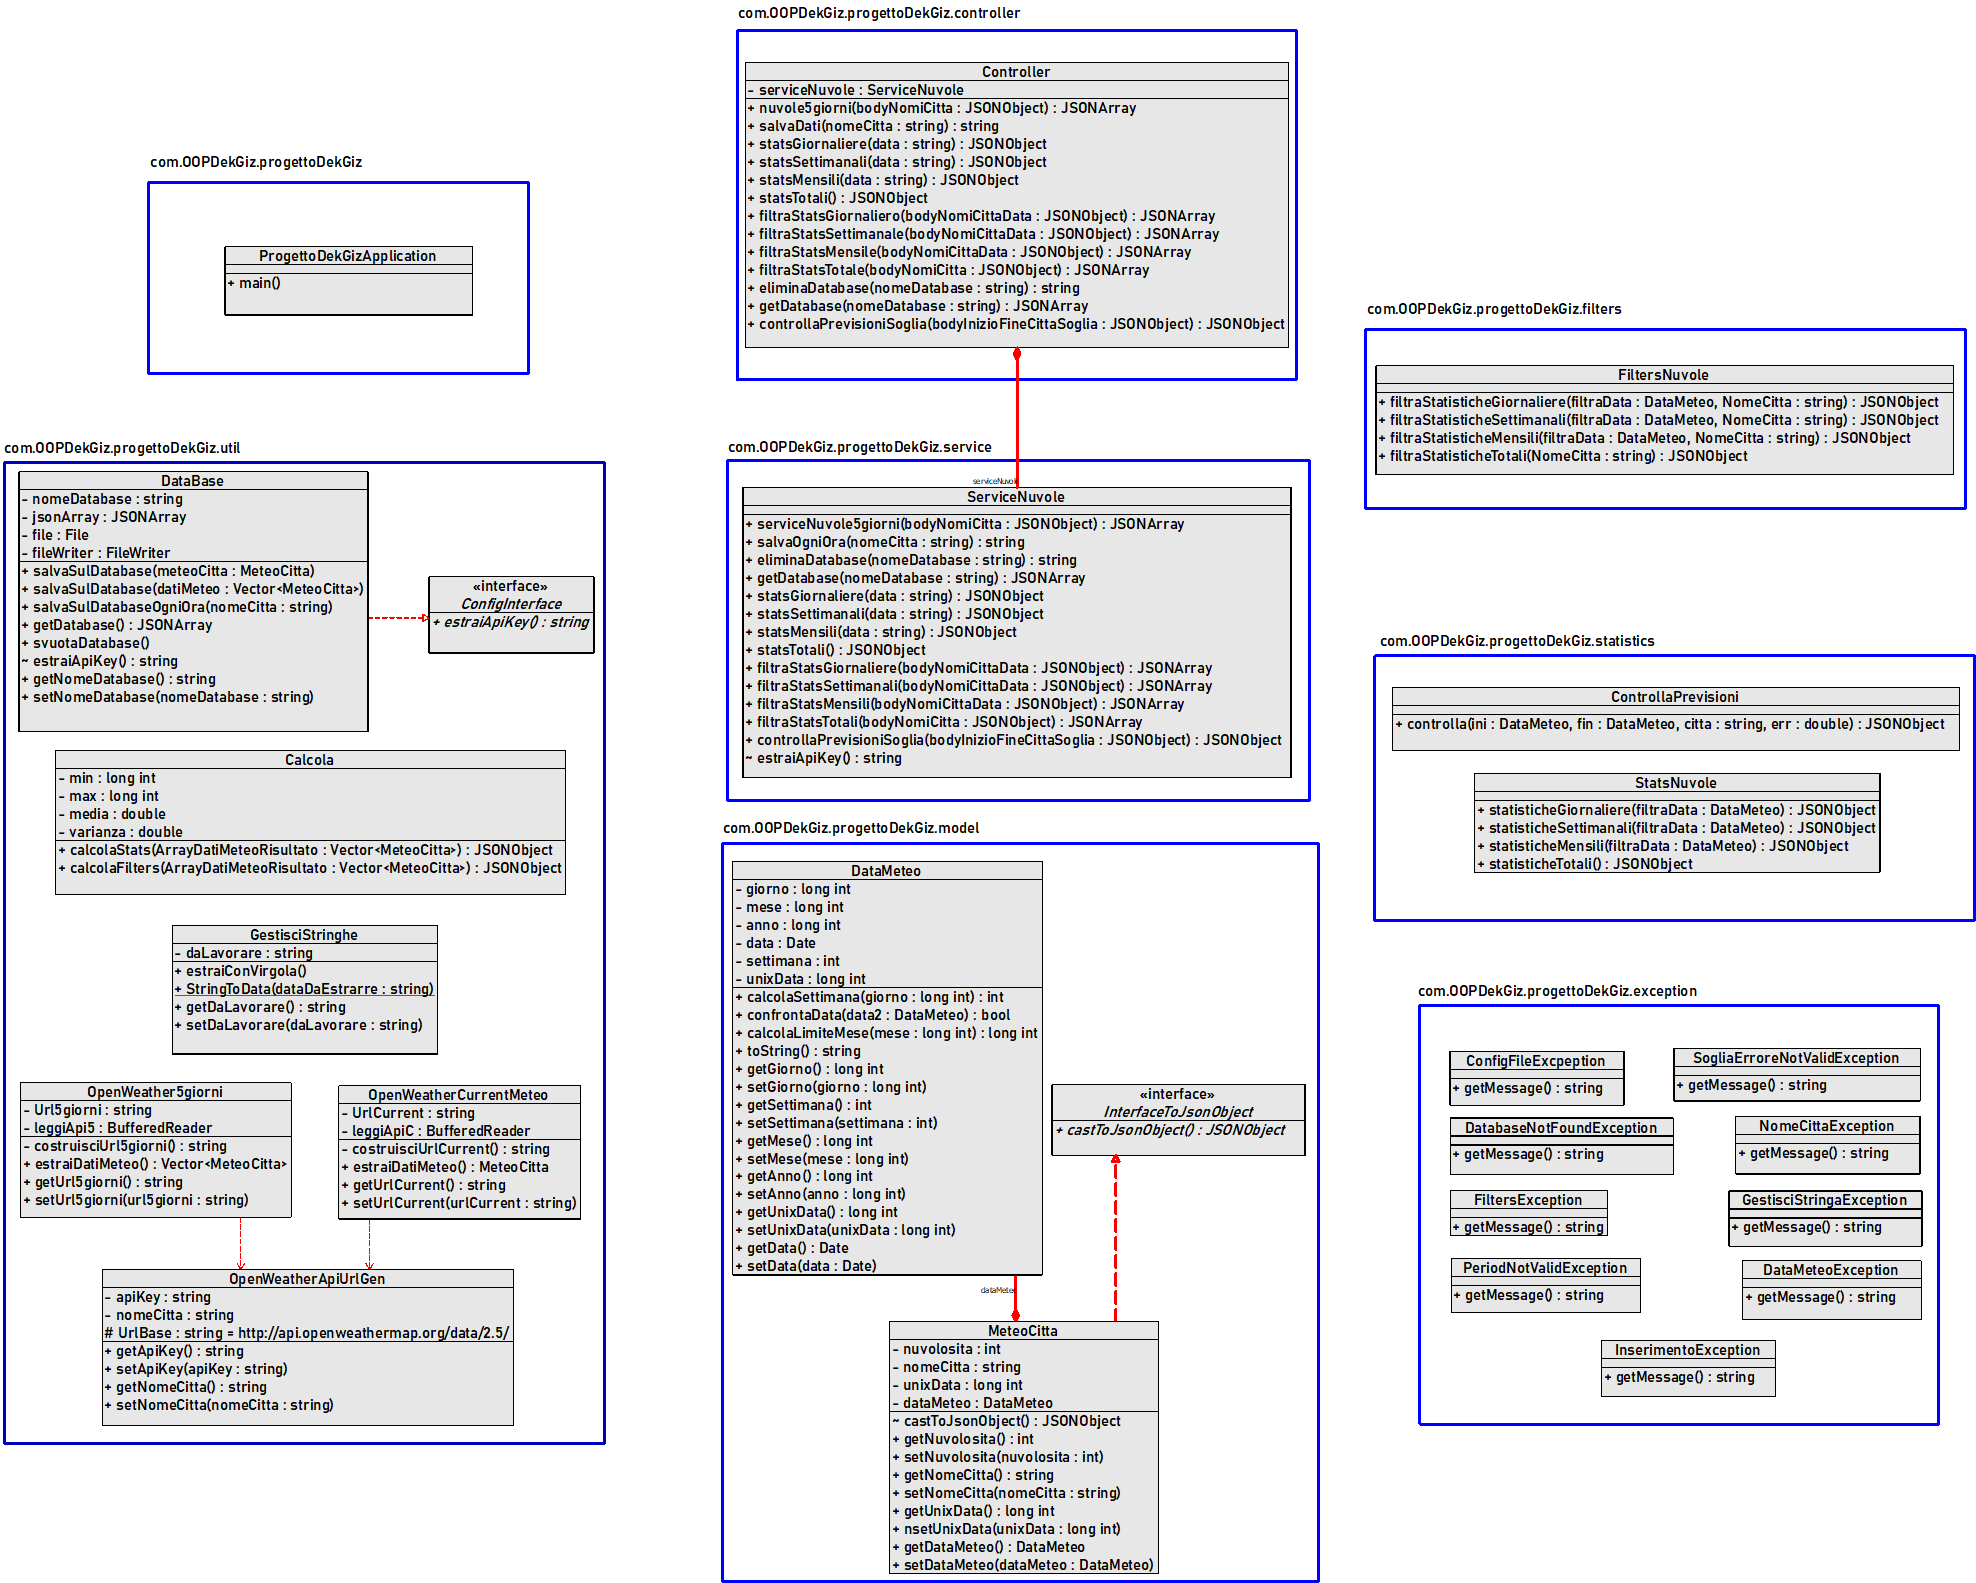 com.OOPDekGiz.progettoDekGiz.controller
Controller
- serviceNuvole : ServiceNuvole
+ nuvole5giorni(bodyNomiCitta : JSONObject) : JSONArray
+ salvaDati(nomeCitta : string) : string
+ statsGiornaliere(data : string) : JSONObject
+ statsSettimanali(data : string) : JSONObject
+ statsMensili(data : string) : JSONObject
+ statsTotali() : JSONObject
+ filtraStatsGiornaliero(bodyNomiCittaData : JSONObject) : JSONArray
+ filtraStatsSettimanale(bodyNomiCittaData : JSONObject) : JSONArray
+ filtraStatsMensile(bodyNomiCittaData : JSONObject) : JSONArray
+ filtraStatsTotale(bodyNomiCitta : JSONObject) : JSONArray
+ eliminaDatabase(nomeDatabase : string) : string
+ getDatabase(nomeDatabase : string) : JSONArray
+ controllaPrevisioniSoglia(bodyInizioFineCittaSoglia : JSONObject) : JSONObject
com.OOPDekGiz.progettoDekGiz
ProgettoDekGizApplication
+ main()
com.OOPDekGiz.progettoDekGiz.filters
FiltersNuvole
+ filtraStatisticheGiornaliere(filtraData : DataMeteo, NomeCitta : string) : JSONObject
+ filtraStatisticheSettimanali(filtraData : DataMeteo, NomeCitta : string) : JSONObject
+ filtraStatisticheMensili(filtraData : DataMeteo, NomeCitta : string) : JSONObject
+ filtraStatisticheTotali(NomeCitta : string) : JSONObject
com.OOPDekGiz.progettoDekGiz.util
DataBase
- nomeDatabase : string
- jsonArray : JSONArray
- file : File
- fileWriter : FileWriter
+ salvaSulDatabase(meteoCitta : MeteoCitta)
+ salvaSulDatabase(datiMeteo : Vector<MeteoCitta>)
+ salvaSulDatabaseOgniOra(nomeCitta : string)
+ getDatabase() : JSONArray
+ svuotaDatabase()
~ estraiApiKey() : string
+ getNomeDatabase() : string
+ setNomeDatabase(nomeDatabase : string)
«interface»
ConfigInterface
+ estraiApiKey() : string
Calcola
- min : long int
- max : long int
- media : double
- varianza : double
+ calcolaStats(ArrayDatiMeteoRisultato : Vector<MeteoCitta>) : JSONObject
+ calcolaFilters(ArrayDatiMeteoRisultato : Vector<MeteoCitta>) : JSONObject
GestisciStringhe
- daLavorare : string
+ estraiConVirgola()
+ StringToData(dataDaEstrarre : string)
+ getDaLavorare() : string
+ setDaLavorare(daLavorare : string)
OpenWeather5giorni
- Url5giorni : string
- leggiApi5 : BufferedReader
- costruisciUrl5giorni() : string
+ estraiDatiMeteo() : Vector<MeteoCitta>
+ getUrl5giorni() : string
+ setUrl5giorni(url5giorni : string)
OpenWeatherCurrentMeteo
- UrlCurrent : string
- leggiApiC : BufferedReader
- costruisciUrlCurrent() : string
+ estraiDatiMeteo() : MeteoCitta
+ getUrlCurrent() : string
+ setUrlCurrent(urlCurrent : string)
OpenWeatherApiUrlGen
- apiKey : string
- nomeCitta : string
# UrlBase : string = http://api.openweathermap.org/data/2.5/
+ getApiKey() : string
+ setApiKey(apiKey : string)
+ getNomeCitta() : string
+ setNomeCitta(nomeCitta : string)
com.OOPDekGiz.progettoDekGiz.service
serviceNuvole
ServiceNuvole
+ serviceNuvole5giorni(bodyNomiCitta : JSONObject) : JSONArray
+ salvaOgniOra(nomeCitta : string) : string
+ eliminaDatabase(nomeDatabase : string) : string
+ getDatabase(nomeDatabase : string) : JSONArray
+ statsGiornaliere(data : string) : JSONObject
+ statsSettimanali(data : string) : JSONObject
+ statsMensili(data : string) : JSONObject
+ statsTotali() : JSONObject
+ filtraStatsGiornaliere(bodyNomiCittaData : JSONObject) : JSONArray
+ filtraStatsSettimanali(bodyNomiCittaData : JSONObject) : JSONArray
+ filtraStatsMensili(bodyNomiCittaData : JSONObject) : JSONArray
+ filtraStatsTotali(bodyNomiCitta : JSONObject) : JSONArray
+ controllaPrevisioniSoglia(bodyInizioFineCittaSoglia : JSONObject) : JSONObject
~ estraiApiKey() : string
com.OOPDekGiz.progettoDekGiz.model
DataMeteo
- giorno : long int
- mese : long int
- anno : long int
- data : Date
- settimana : int
- unixData : long int
+ calcolaSettimana(giorno : long int) : int
+ confrontaData(data2 : DataMeteo) : bool
+ calcolaLimiteMese(mese : long int) : long int
+ toString() : string
+ getGiorno() : long int
+ setGiorno(giorno : long int)
+ getSettimana() : int
+ setSettimana(settimana : int)
+ getMese() : long int
+ setMese(mese : long int)
+ getAnno() : long int
+ setAnno(anno : long int)
+ getUnixData() : long int
+ setUnixData(unixData : long int)
+ getData() : Date
+ setData(data : Date)
«interface»
InterfaceToJsonObject
+ castToJsonObject() : JSONObject
dataMeteo
MeteoCitta
- nuvolosita : int
- nomeCitta : string
- unixData : long int
- dataMeteo : DataMeteo
~ castToJsonObject() : JSONObject
+ getNuvolosita() : int
+ setNuvolosita(nuvolosita : int)
+ getNomeCitta() : string
+ setNomeCitta(nomeCitta : string)
+ getUnixData() : long int
+ nsetUnixData(unixData : long int)
+ getDataMeteo() : DataMeteo
+ setDataMeteo(dataMeteo : DataMeteo)
com.OOPDekGiz.progettoDekGiz.statistics
ControllaPrevisioni
+ controlla(ini : DataMeteo, fin : DataMeteo, citta : string, err : double) : JSONObject
StatsNuvole
+ statisticheGiornaliere(filtraData : DataMeteo) : JSONObject
+ statisticheSettimanali(filtraData : DataMeteo) : JSONObject
+ statisticheMensili(filtraData : DataMeteo) : JSONObject
+ statisticheTotali() : JSONObject
com.OOPDekGiz.progettoDekGiz.exception
ConfigFileExcpeption
+ getMessage() : string
SogliaErroreNotValidException
+ getMessage() : string
DatabaseNotFoundException
+ getMessage() : string
NomeCittaException
+ getMessage() : string
FiltersException
+ getMessage() : string
GestisciStringaException
+ getMessage() : string
PeriodNotValidException
+ getMessage() : string
DataMeteoException
+ getMessage() : string
InserimentoException
+ getMessage() : string